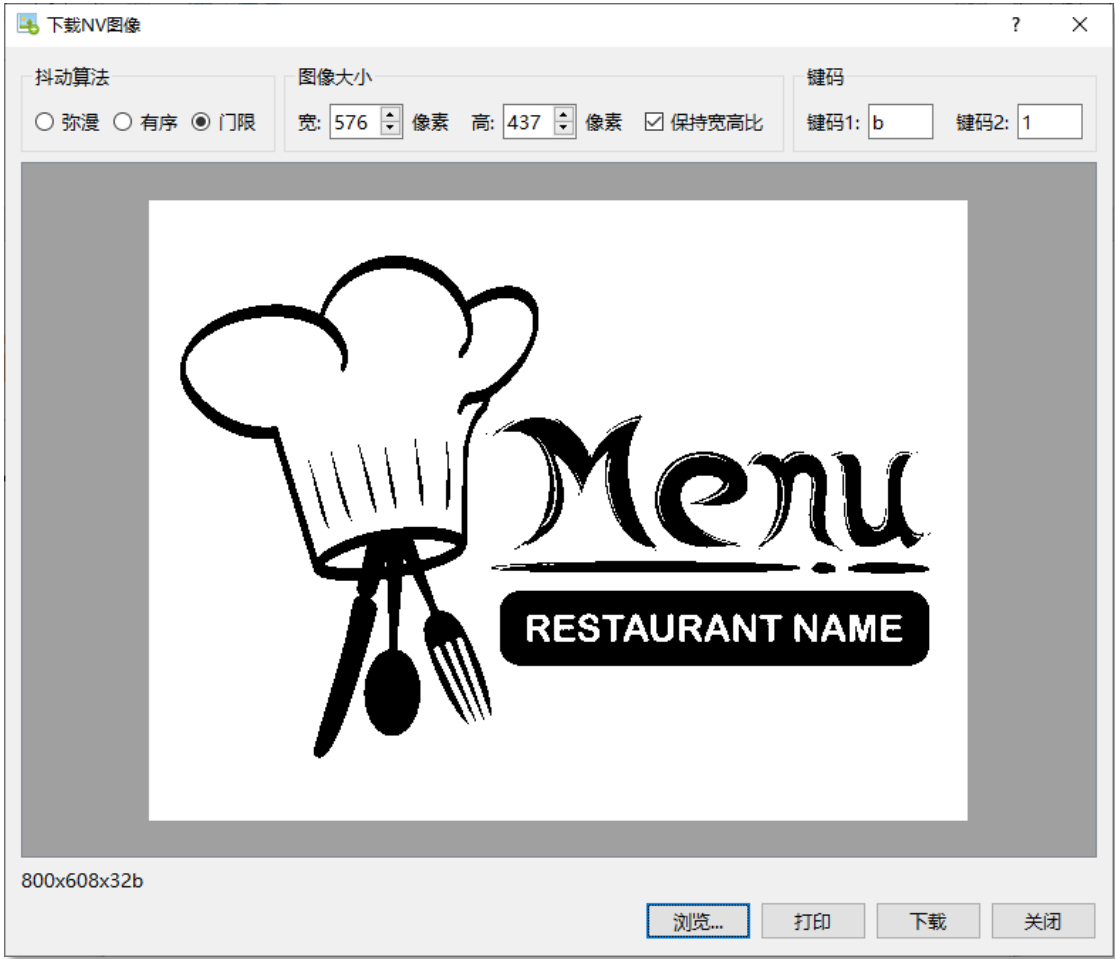 下载NV图像
抖动算法 图像大小 键码
弥漫 有序 门限 宽: 576 像素 高: 437 像素 保持宽高比 键码1: b 键码2: 1
Menu
RESTAURANT NAME
800x608x32b
浏览... 打印 下载 关闭